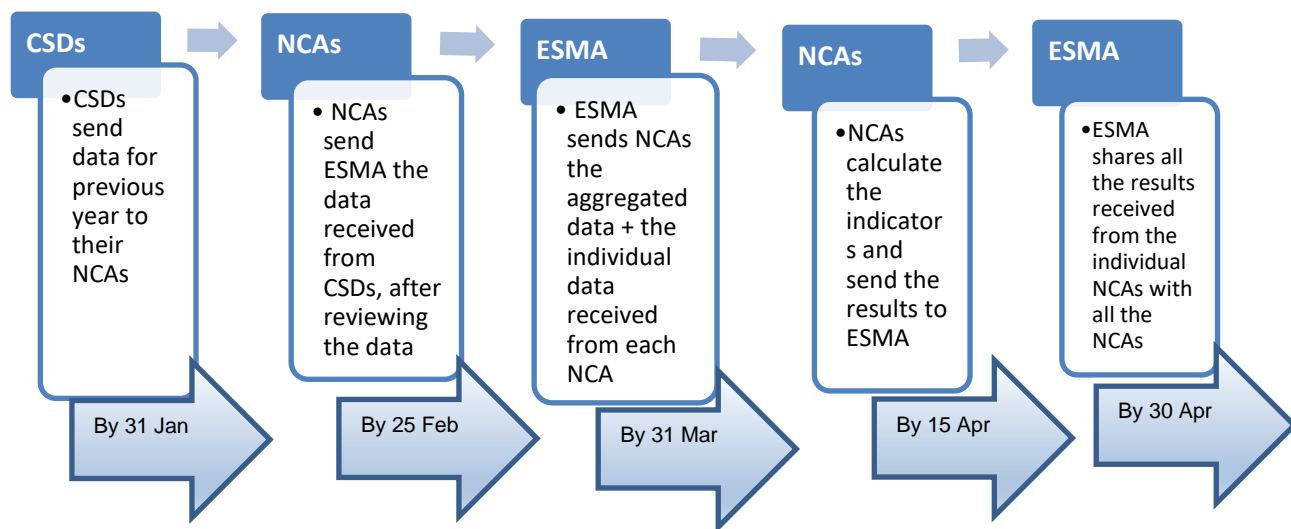 CSDs
•CSDs
send
data for
previous
year to
their
NCAs
By 31 Jan
NCAs
• NCAs
send
ESMA the
data
received
from
CSDs, after
reviewing
the data
By 25 Feb
ESMA
• ESMA
sends NCAs
the
aggregated
data + the
individual
data
received
from each
NCA
By 31 Mar
NCAs
•NCAs
calculate
the
indicator
s and
send the
results to
ESMA
By 15 Apr
ESMA
•ESMA
shares all
the results
received
from the
individual
NCAs with
all the
NCAs
By 30 Apr